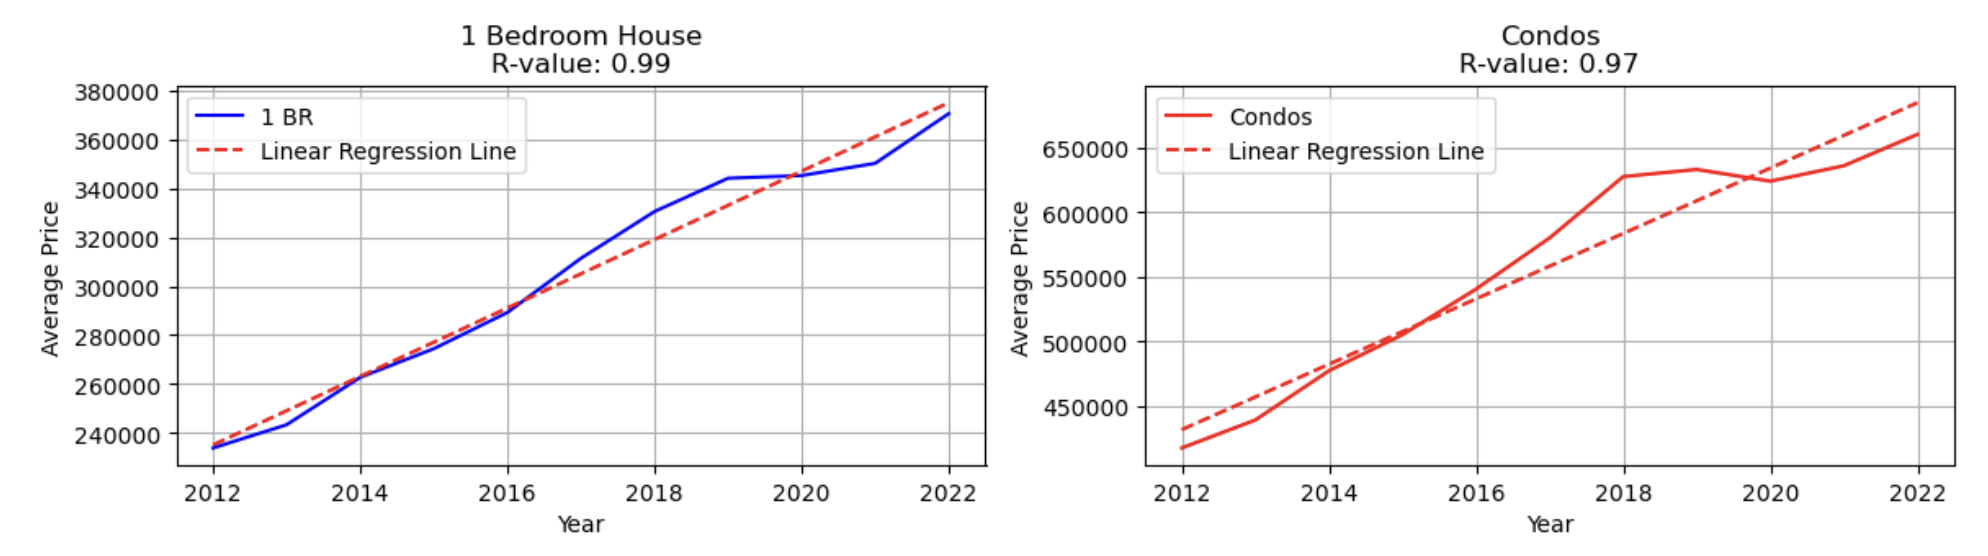 1 Bedroom House
R-value: 0.99
380000
360000
340000
320000
300000
280000
260000
240000
Average Price
1 BR
Linear Regression Line
2012 2014 2016 2018 2020 2022
Year
Condos
R-value: 0.97
650000
600000
550000
500000
450000
Average Price
Condos
Linear Regression Line
2012 2014 2016 2018 2020 2022
Year